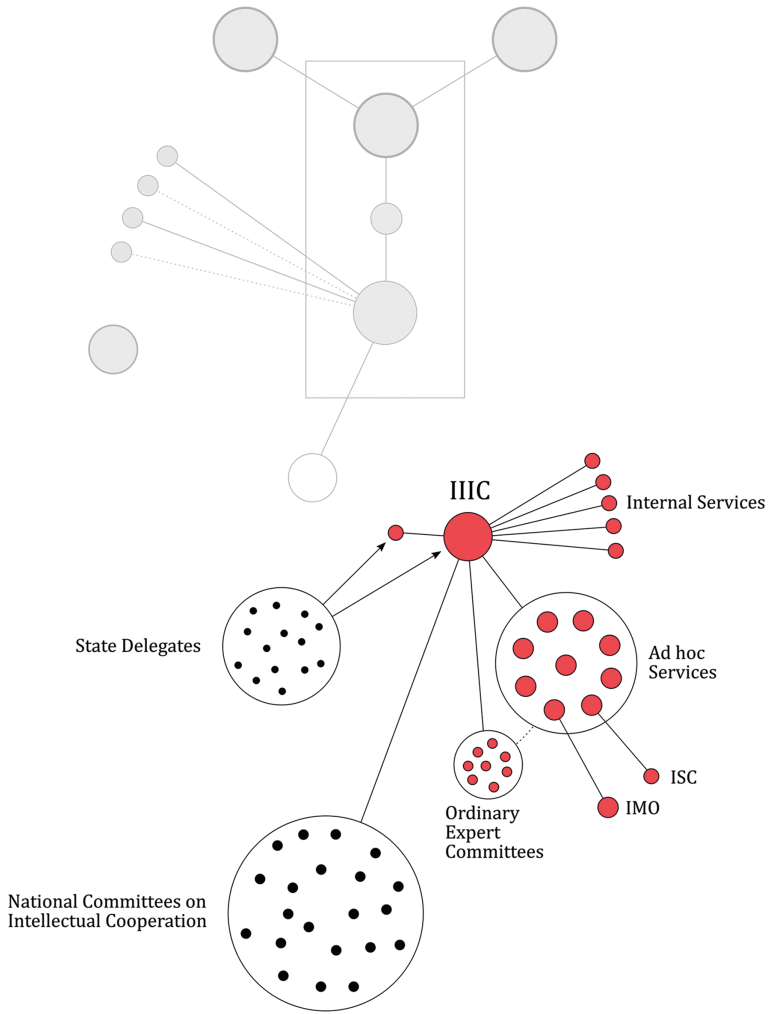 IIIC
Internal Services
State Delegates
Ad hoc
Services
ISC
IMO
Ordinary
Expert
Committees
National Committees on
Intellectual Cooperation